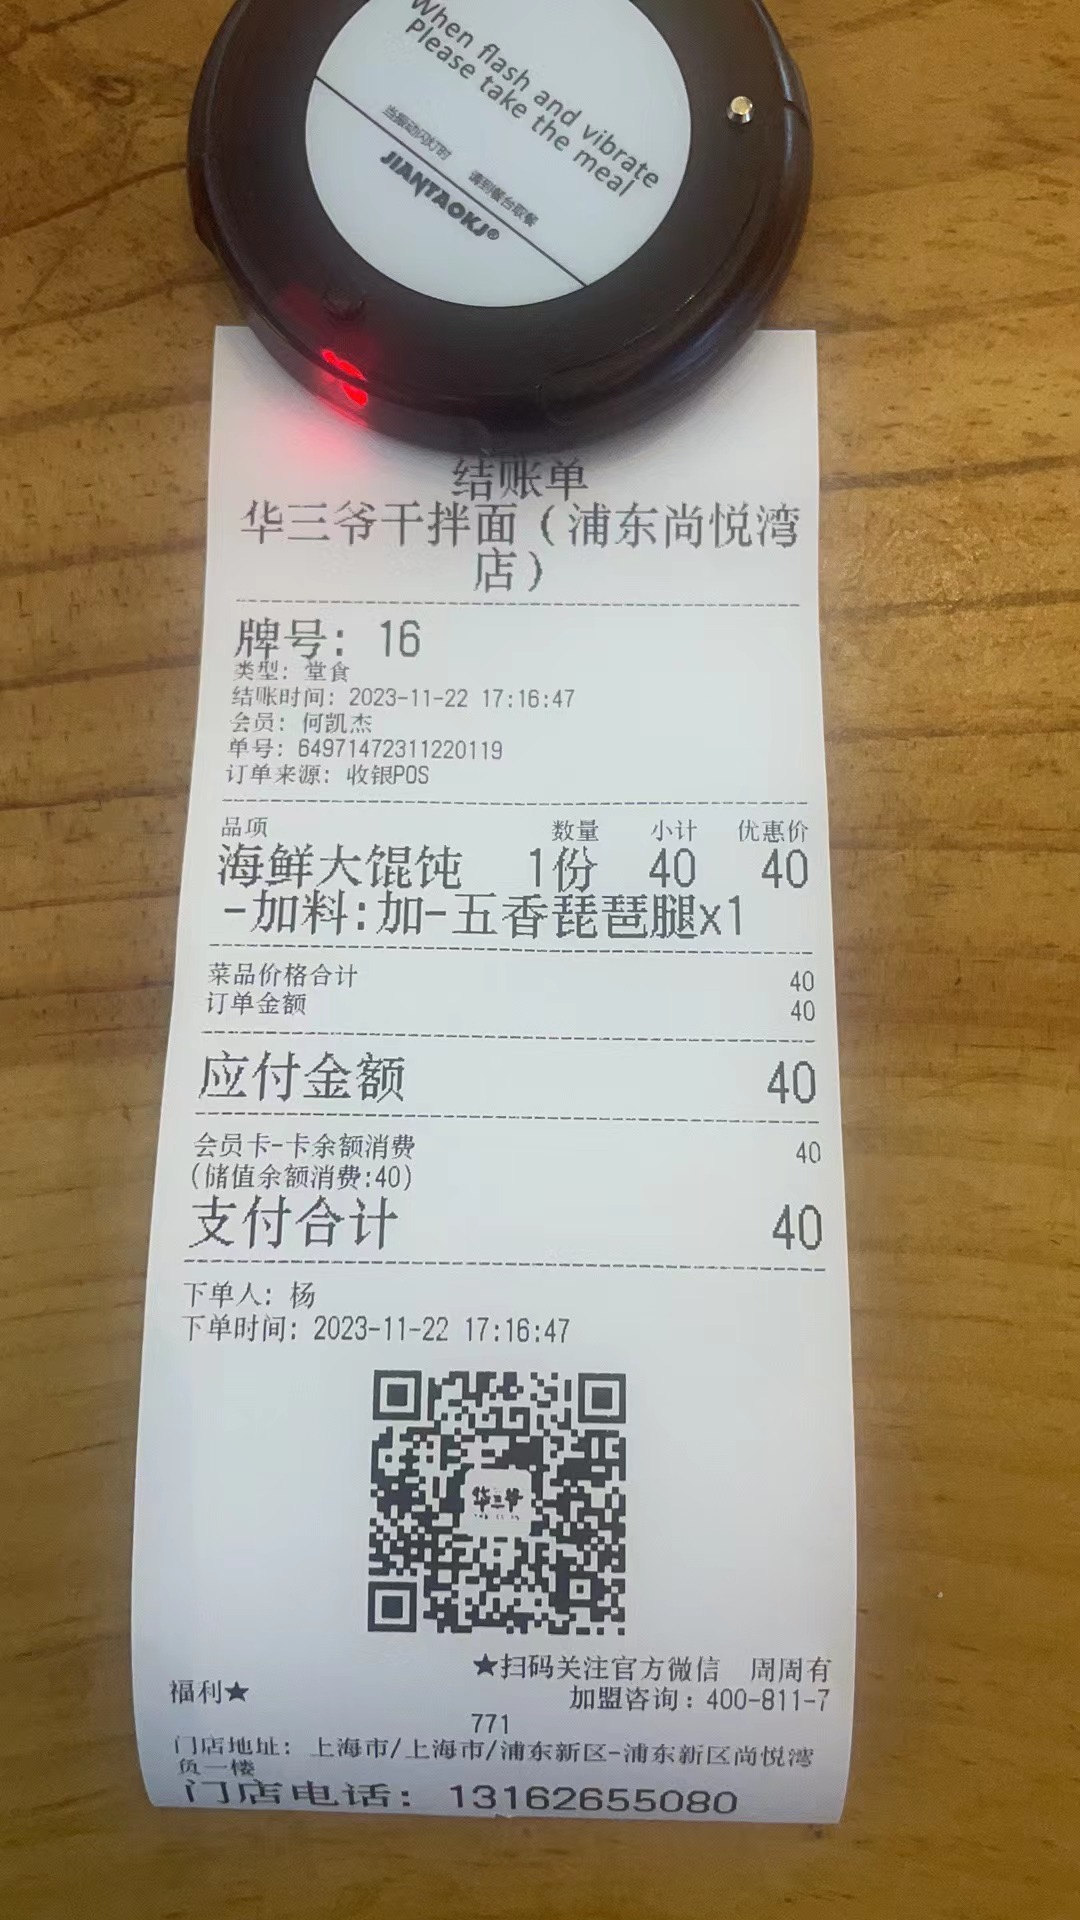 When flash and vibrate
Please take the meal
当振动闪灯时 请到餐台取餐
JIANTAOKJ®
结账单
华三爷干拌面（浦东尚悦湾
店）
牌号：16
类型：堂食
结账时间：2023-11-22 17:16:47
会员：何凯杰
单号：64971472311220119
订单来源：收银POS
品项 数量 小计 优惠价
海鲜大馄饨 1份 40 40
-加料:加-五香琵琶腿x1
菜品价格合计 40
订单金额 40
应付金额 40
会员卡-卡余额消费 40
(储值余额消费:40)
支付合计 40
下单人：杨
下单时间：2023-11-22 17:16:47
华三爷
★扫码关注官方微信 周周有
福利★ 加盟咨询：400-811-7
771
门店地址：上海市/上海市/浦东新区-浦东新区尚悦湾
负一楼
门店电话：13162655080